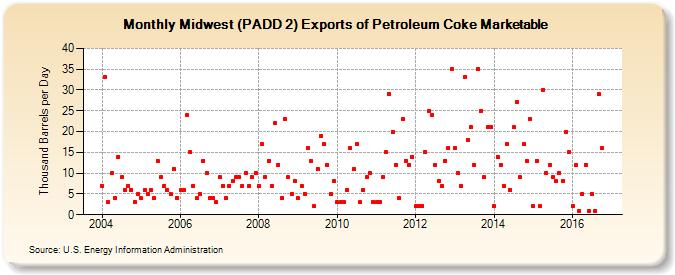 Monthly Midwest (PADD 2) Exports of Petroleum Coke Marketable
Thousand Barrels per Day
40
35
30
25
20
15
10
5
0
2004 2006 2008 2010 2012 2014 2016
Source: U.S. Energy Information Administration